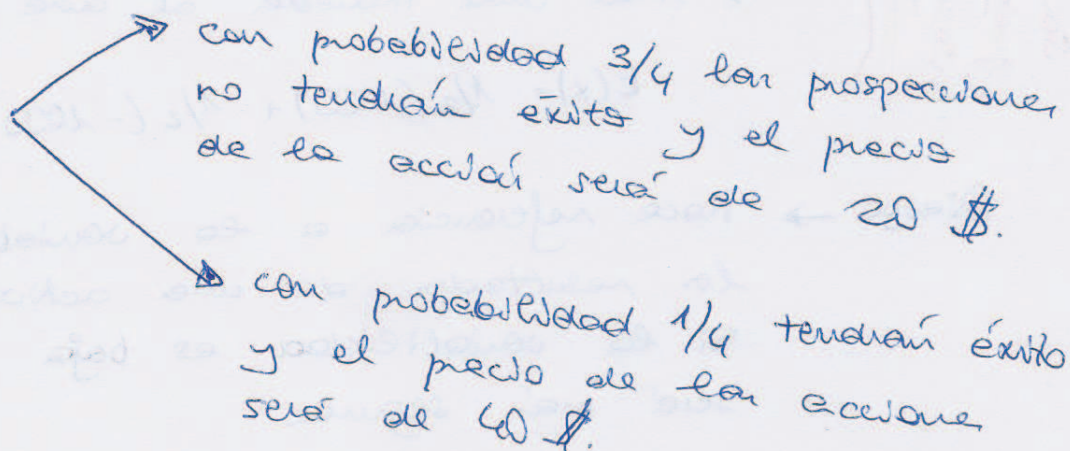 con probabilidad 3/4 las prospecciones
no tendrán éxito y el precio
de la acción será de 20 $.
con probabilidad 1/4 tendrán éxito
y el precio de las acciones
será de 40 $.